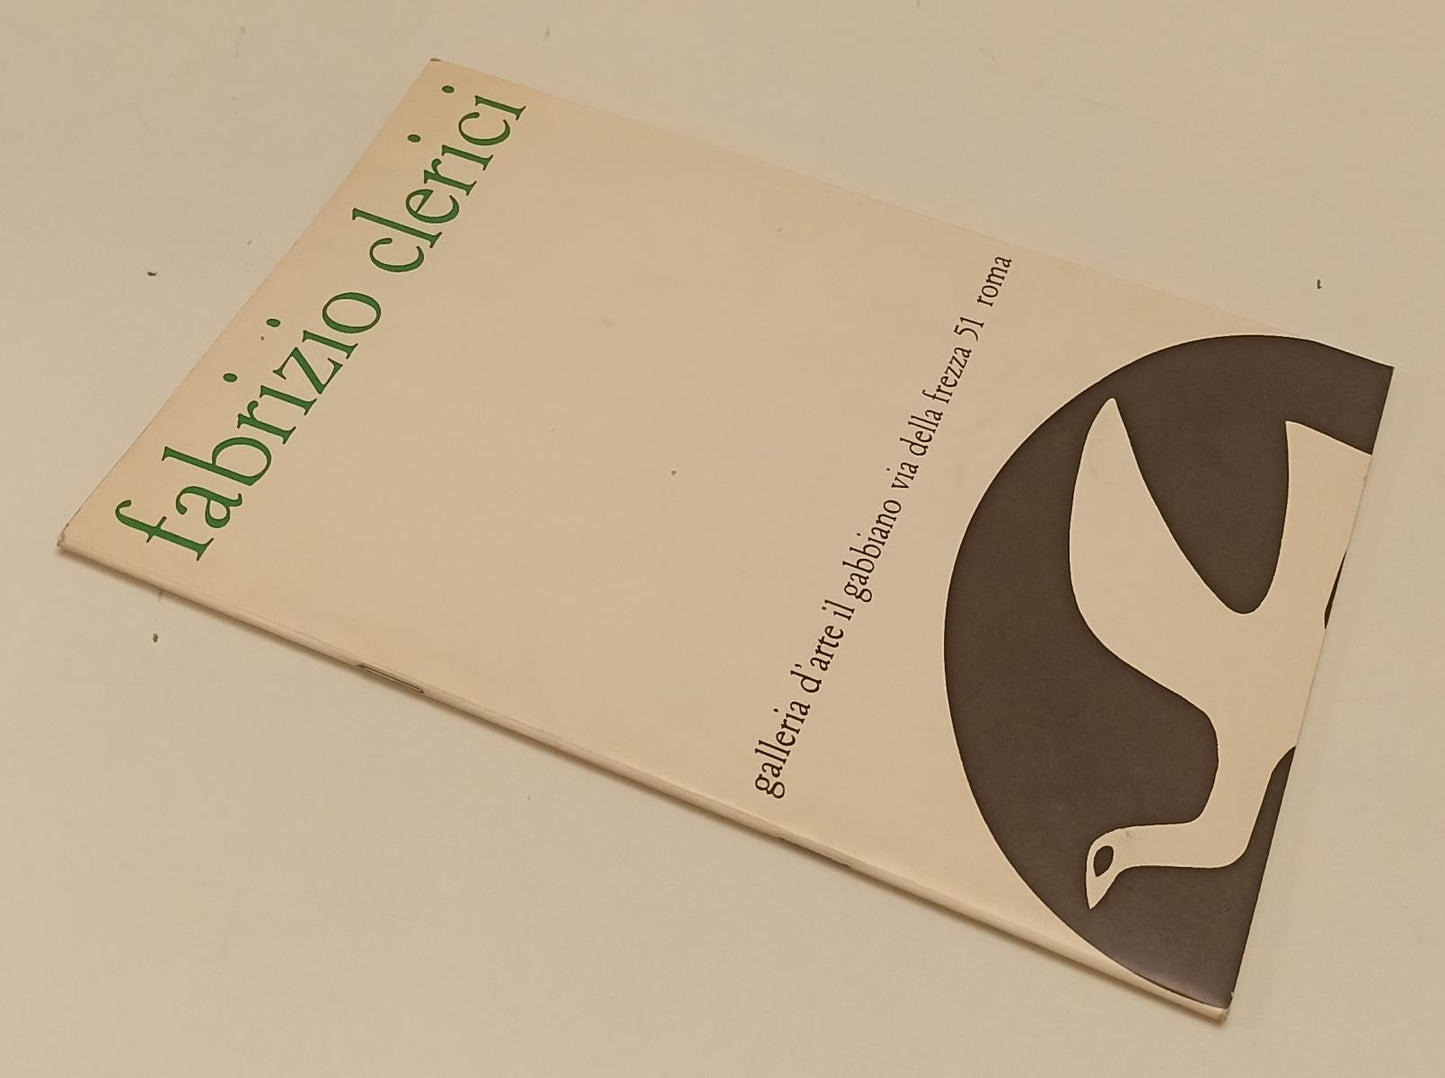 fabrizio clerici
galleria d'arte il gabbiano via della frezza 51 roma